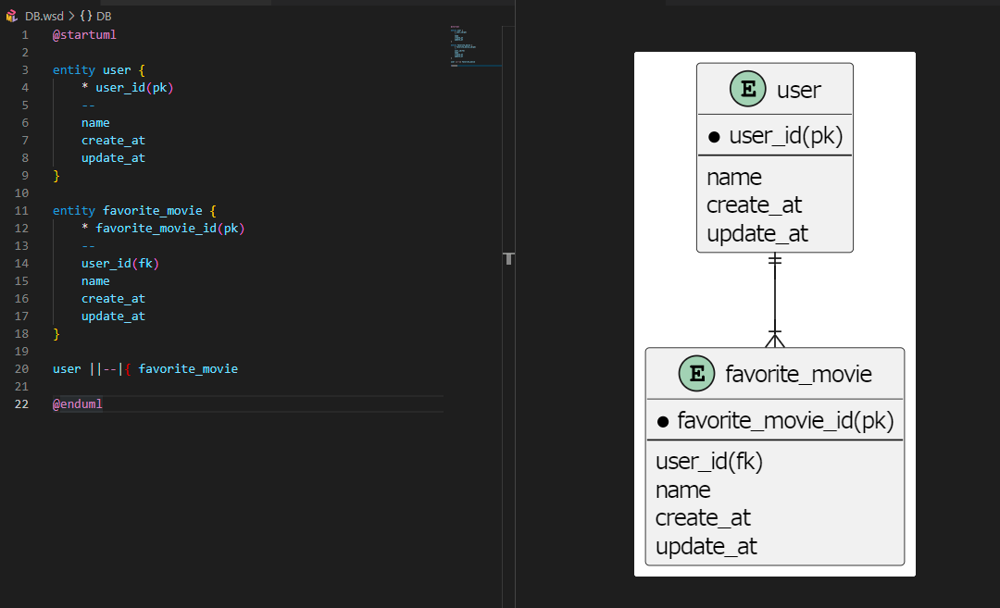 DB.wsd > {} DB
1 @startuml
2
3 entity user {
4 * user_id(pk)
5 --
6 name
7 create_at
8 update_at
9 }
10
11 entity favorite_movie {
12 * favorite_movie_id(pk)
13 --
14 user_id(fk)
15 name
16 create_at
17 update_at
18 }
19
20 user ||--|{ favorite_movie
21
22 @enduml
E user
user_id(pk)
name
create_at
update_at
E favorite_movie
favorite_movie_id(pk)
user_id(fk)
name
create_at
update_at